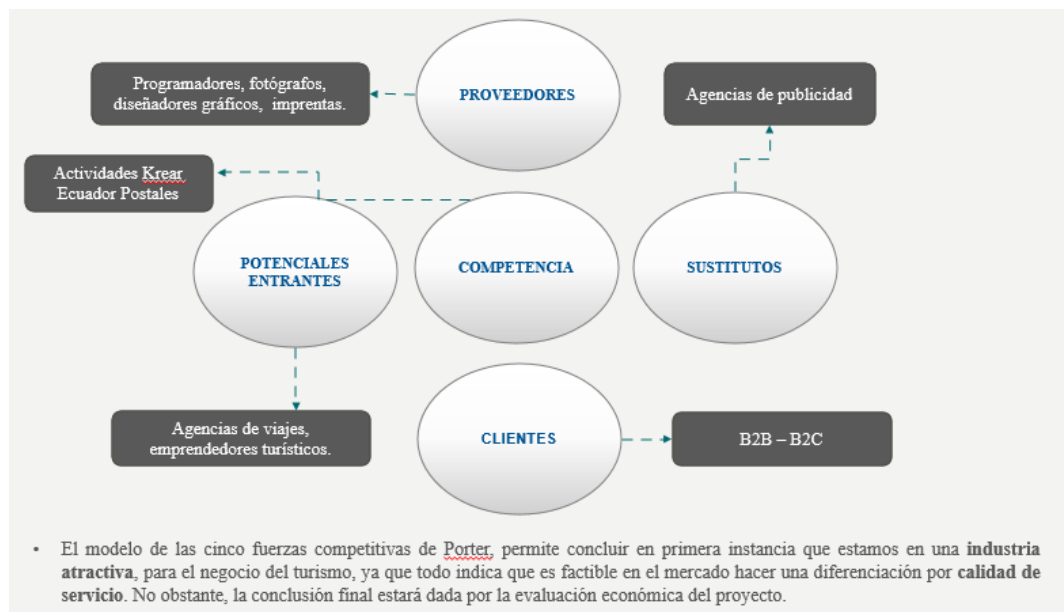 Programadores, fotógrafos,
diseñadores gráficos, imprentas.
PROVEEDORES
Agencias de publicidad
Actividades Krear
Ecuador Postales
POTENCIALES
ENTRANTES
COMPETENCIA
SUSTITUTOS
Agencias de viajes,
emprendedores turísticos.
CLIENTES
B2B – B2C
• El modelo de las cinco fuerzas competitivas de Porter, permite concluir en primera instancia que estamos en una industria
atractiva, para el negocio del turismo, ya que todo indica que es factible en el mercado hacer una diferenciación por calidad de
servicio. No obstante, la conclusión final estará dada por la evaluación económica del proyecto.